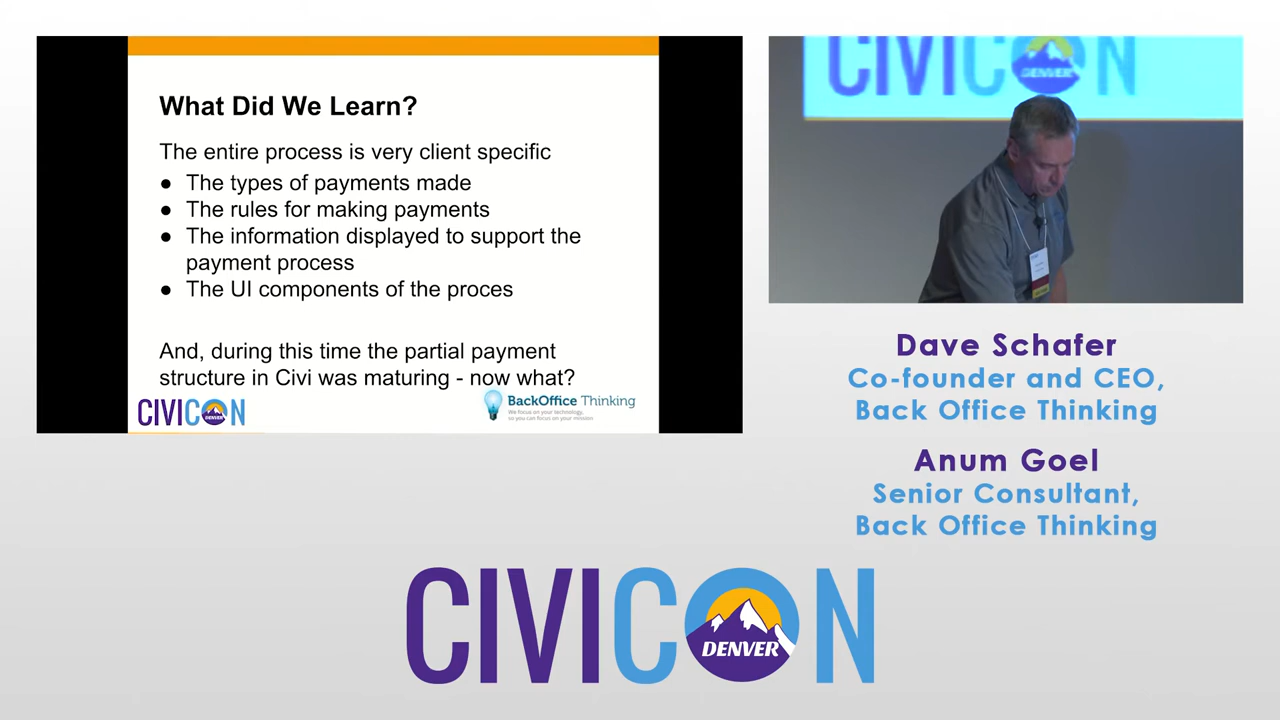 What Did We Learn?
The entire process is very client specific
● The types of payments made
● The rules for making payments
● The information displayed to support the
payment process
● The UI components of the proces
And, during this time the partial payment
structure in Civi was maturing - now what?
CIVICON
DENVER
BackOffice Thinking
We focus on your technology,
so you can focus on your mission.
CIVICON
DENVER
Dave Schafer
Co-founder and CEO,
Back Office Thinking
Anum Goel
Senior Consultant,
Back Office Thinking
CIVICON
DENVER